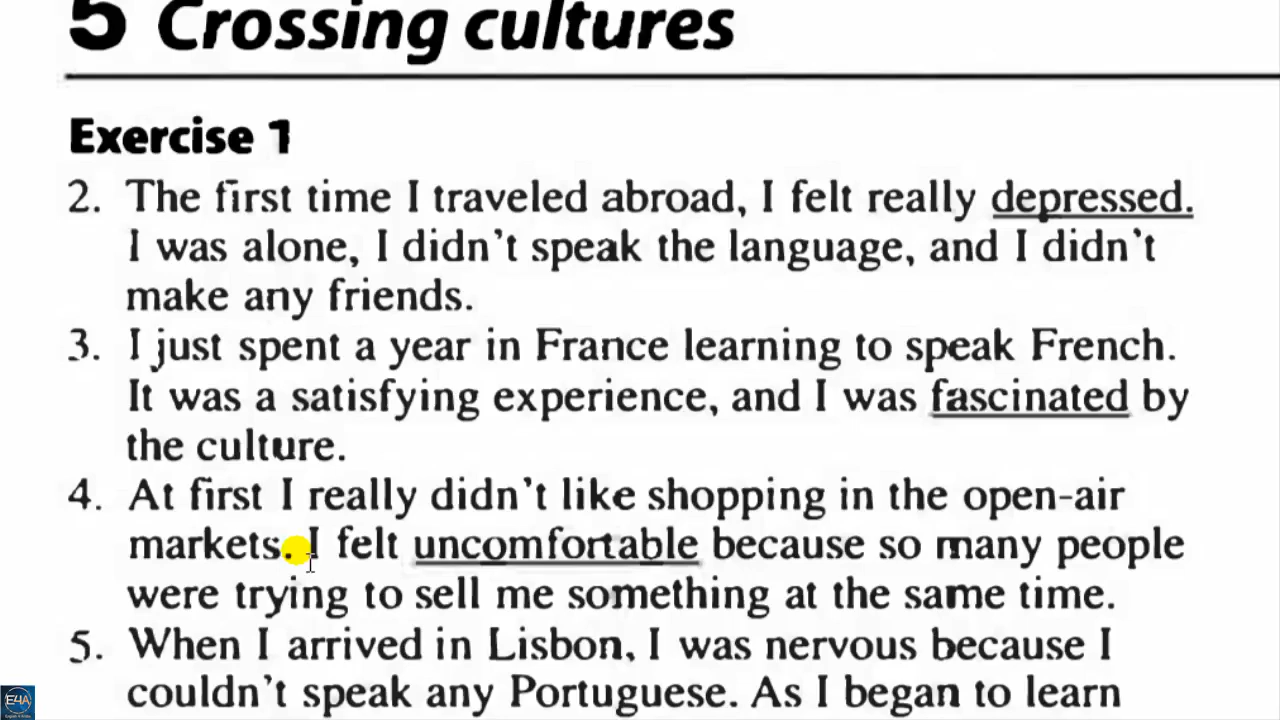 5 Crossing cultures
Exercise 1
2. The first time I traveled abroad, I felt really depressed.
I was alone, I didn't speak the language, and I didn't
make any friends.
3. I just spent a year in France learning to speak French.
It was a satisfying experience, and I was fascinated by
the culture.
4. At first I really didn't like shopping in the open-air
markets. I felt uncomfortable because so many people
were trying to sell me something at the same time.
5. When I arrived in Lisbon, I was nervous because I
couldn't speak any Portuguese. As I began to learn
E4A